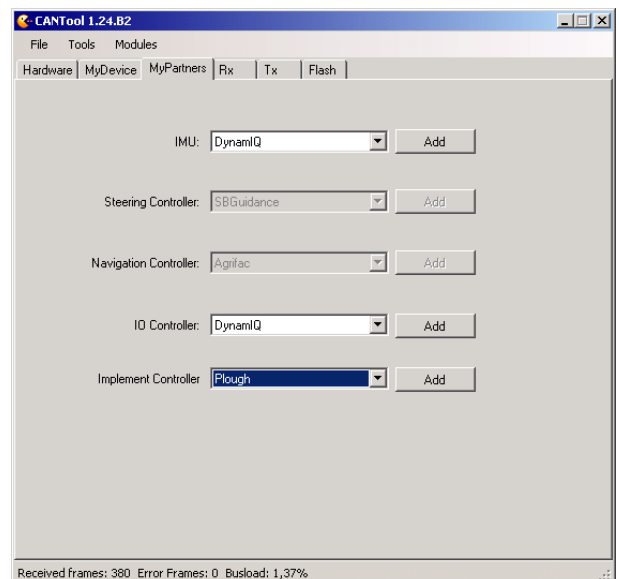 CANTool 1.24.B2
File Tools Modules
Hardware MyDevice MyPartners Rx Tx Flash
IMU: DynamIQ Add
Steering Controller: SBGuidance Add
Navigation Controller: Agrifac Add
IO Controller: DynamIQ Add
Implement Controller Plough Add
Received frames: 380 Error Frames: 0 Busload: 1,37%